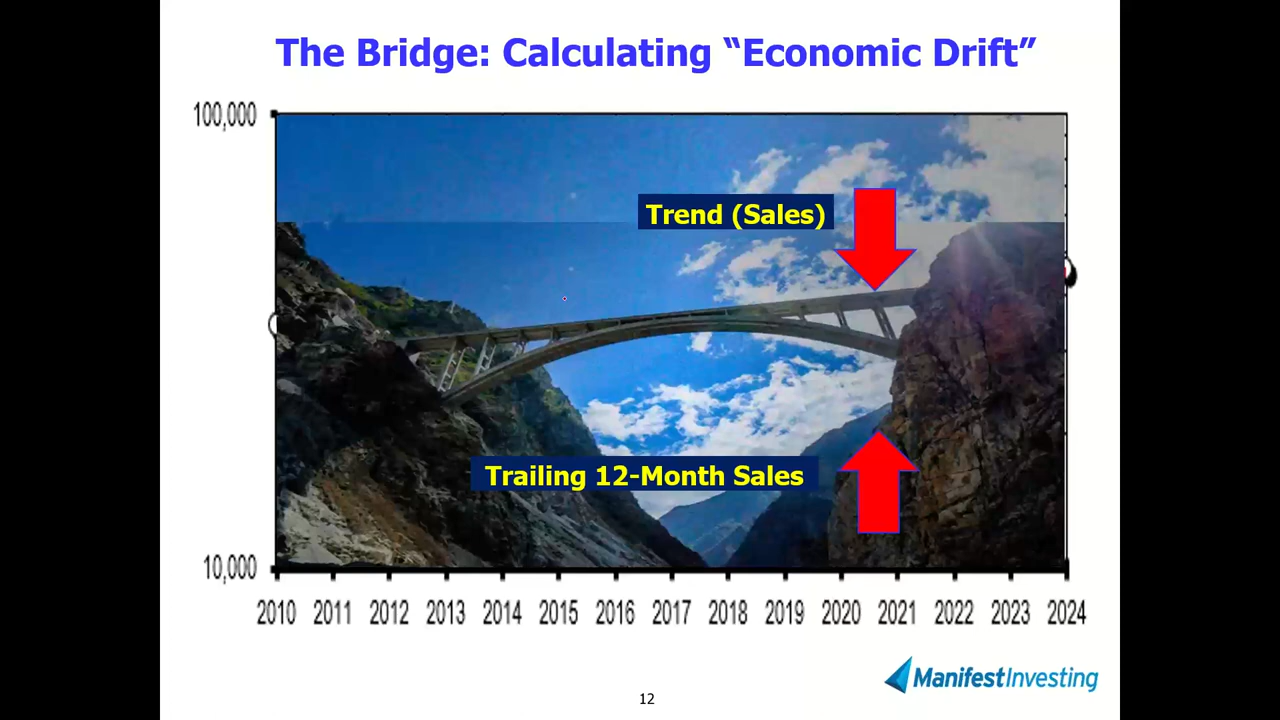 The Bridge: Calculating “Economic Drift”
100,000
Trend (Sales)
Trailing 12-Month Sales
10,000
2010 2011 2012 2013 2014 2015 2016 2017 2018 2019 2020 2021 2022 2023 2024
ManifestInvesting
12